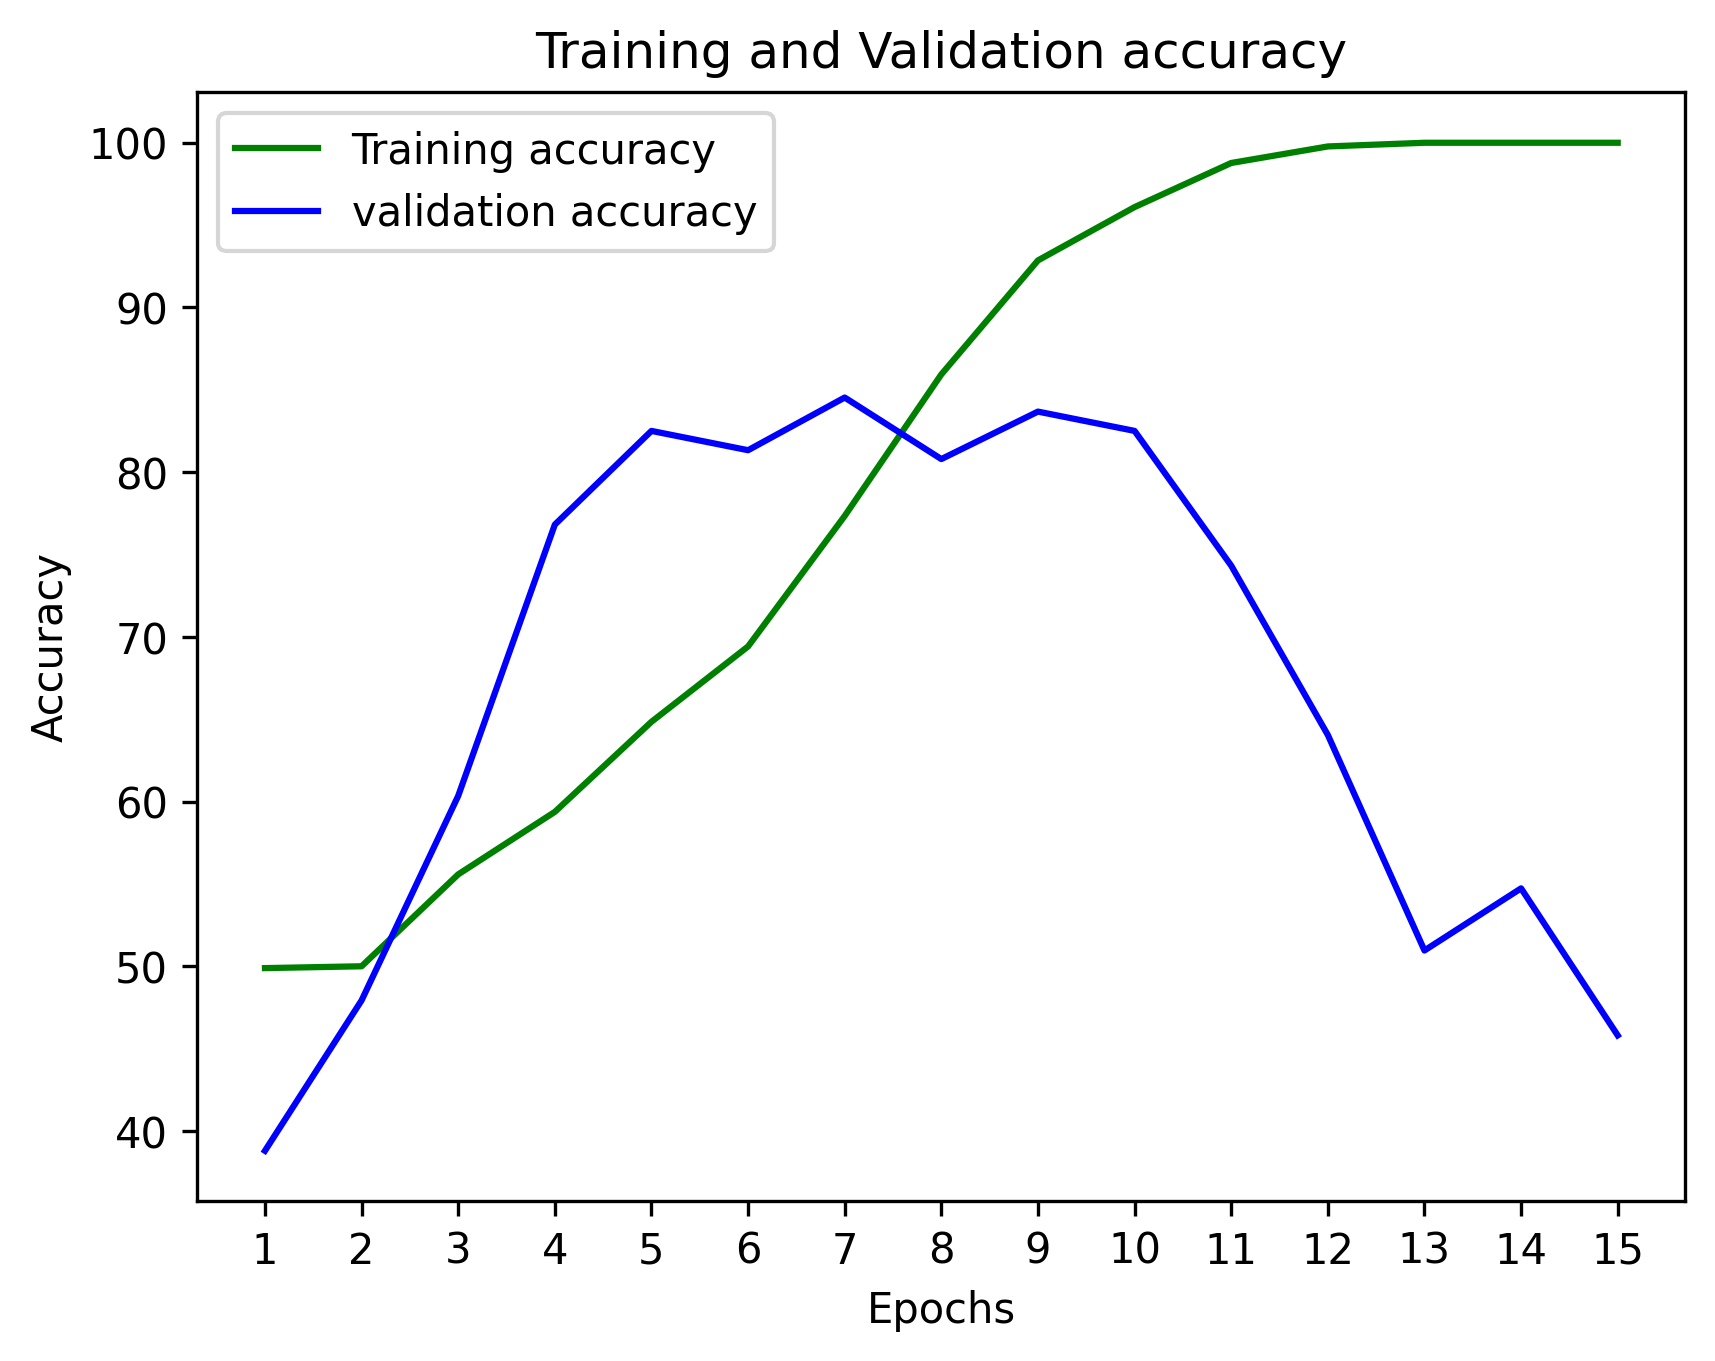 Training and Validation accuracy
Training accuracy
validation accuracy
100
90
80
70
60
50
40
Accuracy
1 2 3 4 5 6 7 8 9 10 11 12 13 14 15
Epochs